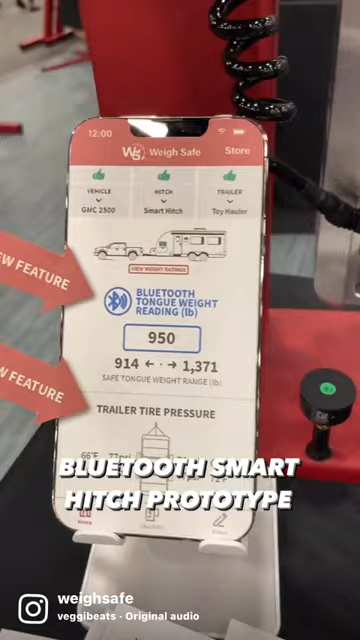 12:00
Weigh Safe
Store
VEHICLE
HITCH
TRAILER
GMC 2500
Smart Hitch
Toy Hauler
VIEW WEIGHT RATINGS
EW FEATURE
BLUETOOTH
TONGUE WEIGHT
READING (lb)
950
914 ← · → 1,371
SAFE TONGUE WEIGHT RANGE (lb)
W FEATURE
TRAILER TIRE PRESSURE
66°F
BLUETOOTH SMART
HITCH PROTOTYPE
weighsafe
veggibeats • Original audio